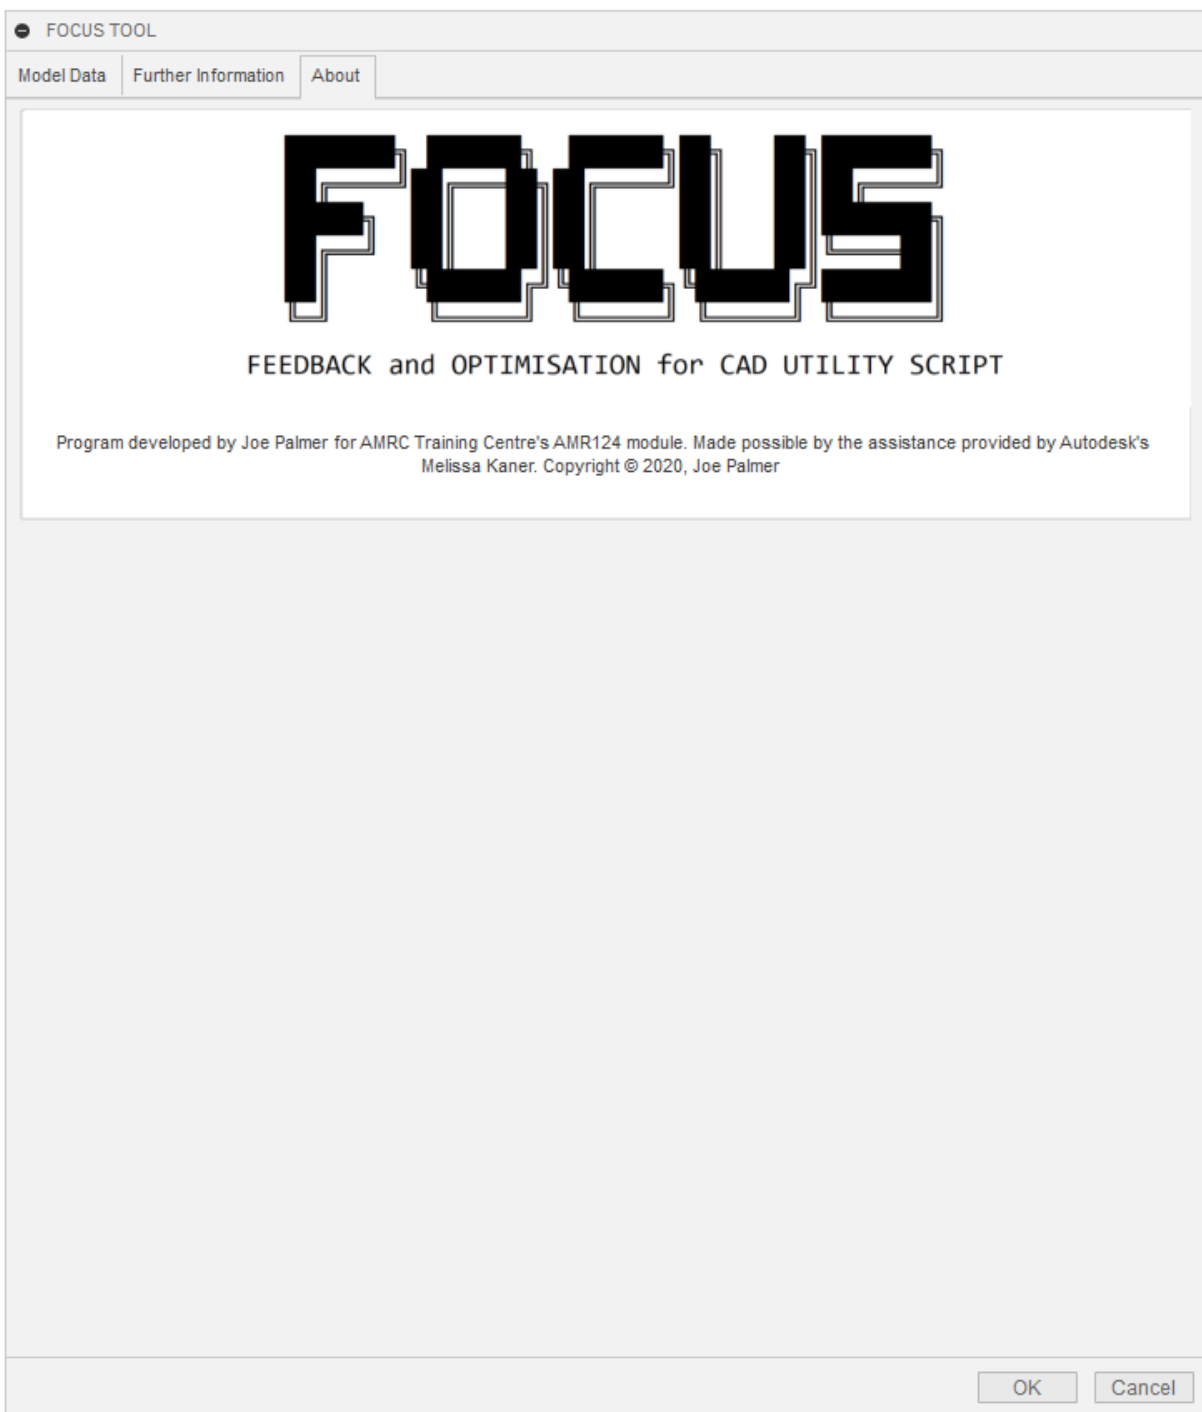 FOCUS TOOL
Model Data
Further Information
About
FOCUS
FEEDBACK and OPTIMISATION for CAD UTILITY SCRIPT
Program developed by Joe Palmer for AMRC Training Centre's AMR124 module. Made possible by the assistance provided by Autodesk's
Melissa Kaner. Copyright © 2020, Joe Palmer
OK
Cancel